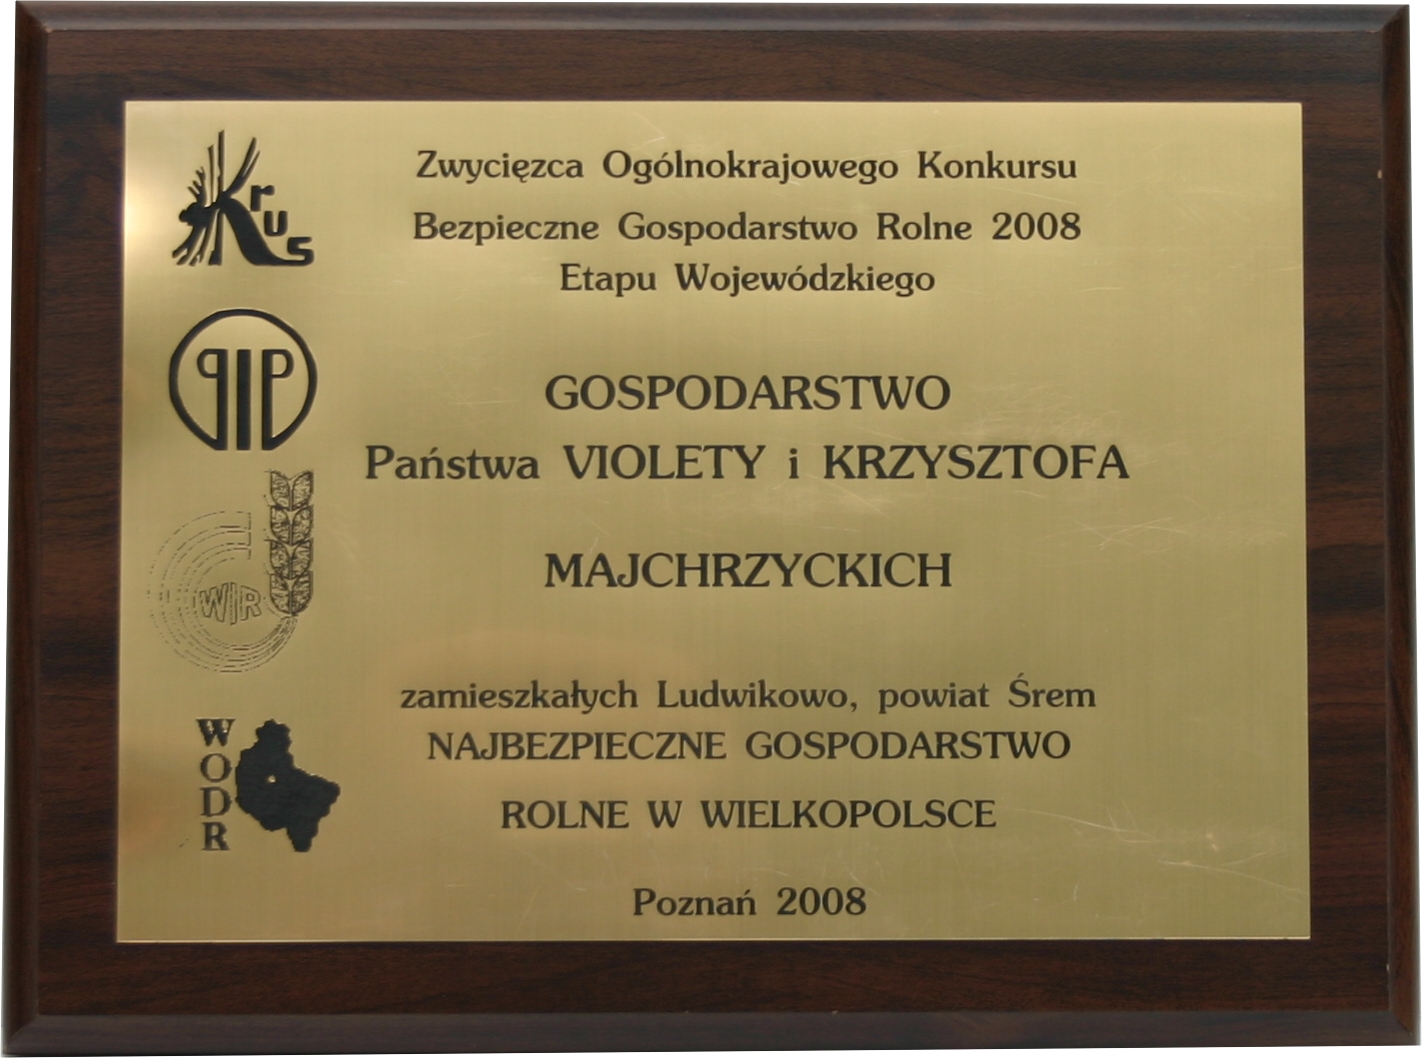 Krus
Zwycięzca Ogólnokrajowego Konkursu
Bezpieczne Gospodarstwo Rolne 2008
Etapu Wojewódzkiego
PIP
GOSPODARSTWO
Państwa VIOLETY i KRZYSZTOFA
MAJCHRZYCKICH
WIR
zamieszkałych Ludwikowo, powiat Śrem
NAJBEZPIECZNE GOSPODARSTWO
ROLNE W WIELKOPOLSCE
WODR
Poznań 2008